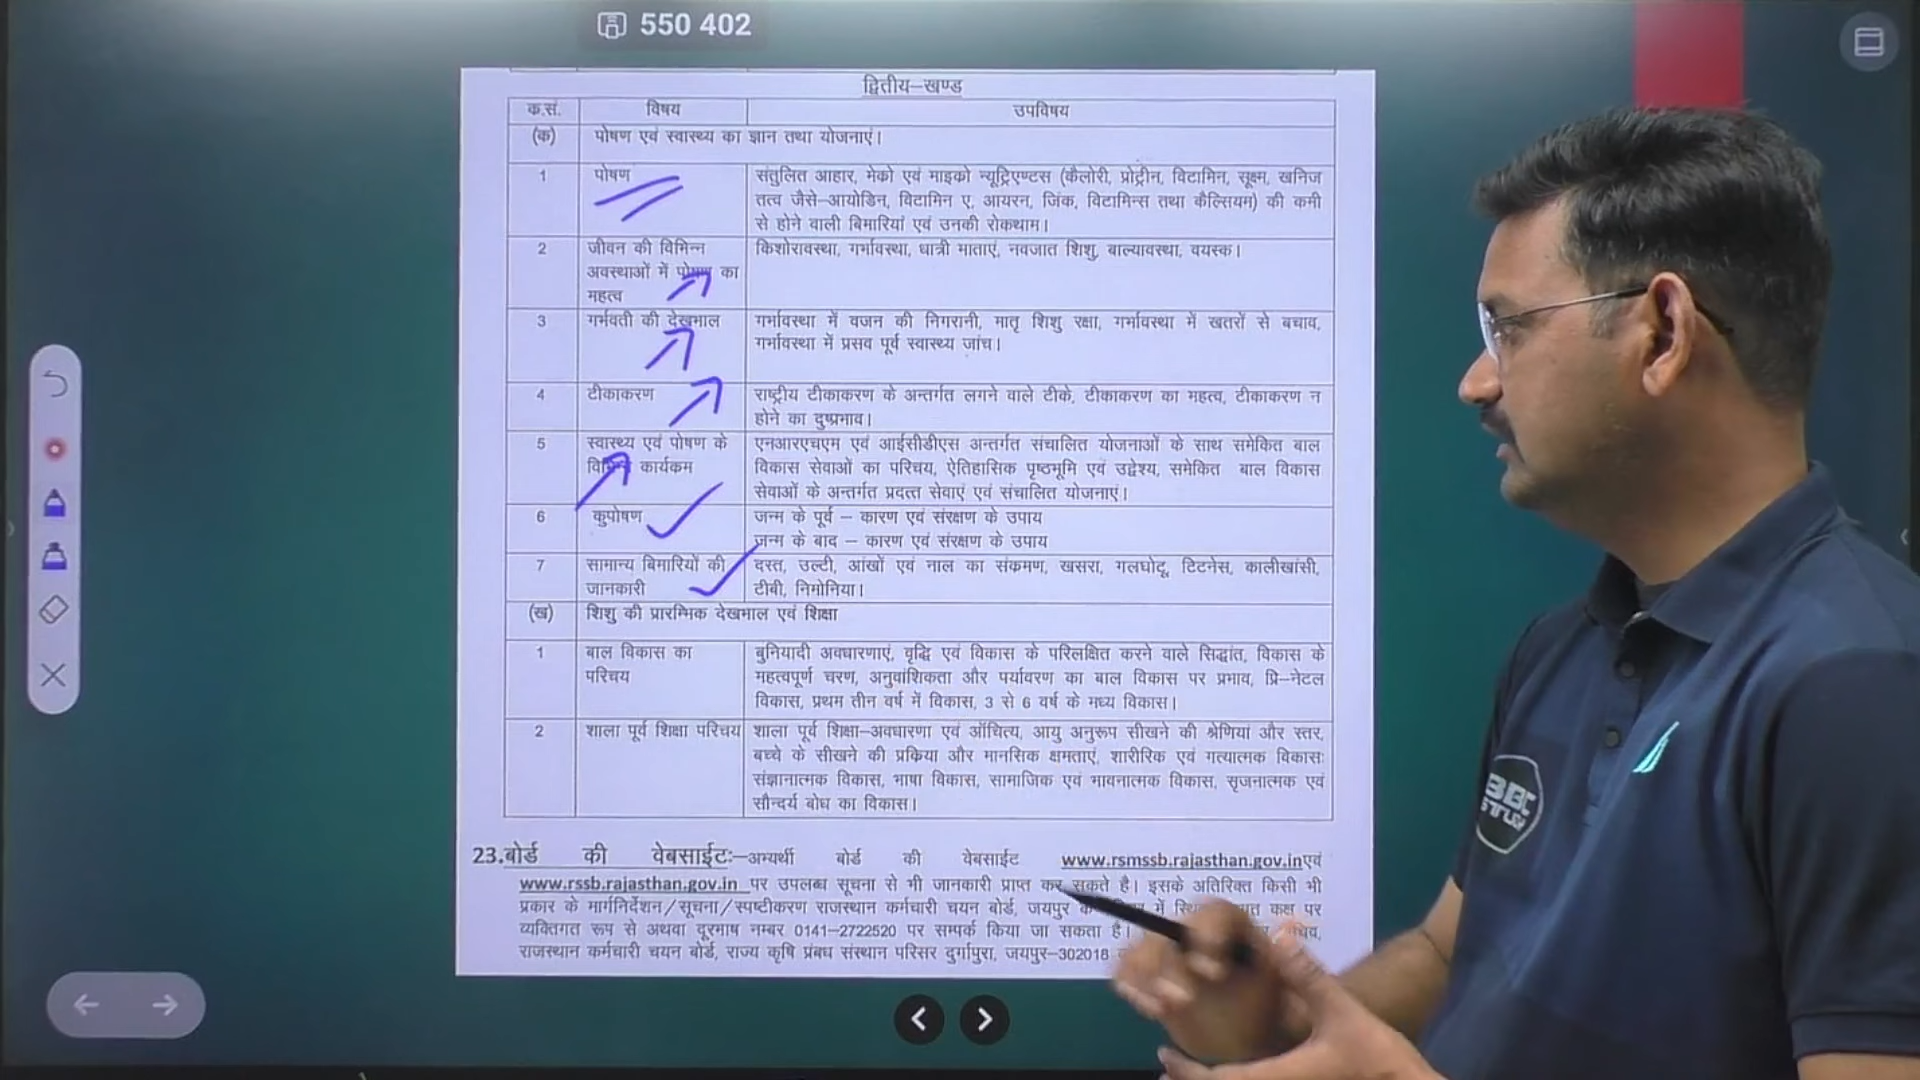 550 402
द्वितीय–खण्ड
क.सं. विषय उपविषय
(क) पोषण एवं स्वास्थ्य का ज्ञान तथा योजनाएं।
1 पोषण संतुलित आहार, मेको एवं माइको न्यूट्रिएण्टस (कैलोरी, प्रोट्रीन, विटामिन, सूक्ष्म, खनिज
तत्व जैसे–आयोडिन, विटामिन ए, आयरन, जिंक, विटामिन्स तथा कैल्सियम) की कमी
से होने वाली बिमारियां एवं उनकी रोकथाम।
2 जीवन की विभिन्न किशोरावस्था, गर्भावस्था, धात्री माताएं, नवजात शिशु, बाल्यावस्था, वयस्क।
अवस्थाओं में पोषण का
महत्व
3 गर्भवती की देखभाल गर्भावस्था में वजन की निगरानी, मातृ शिशु रक्षा, गर्भावस्था में खतरों से बचाव,
गर्भावस्था में प्रसव पूर्व स्वास्थ्य जांच।
4 टीकाकरण राष्ट्रीय टीकाकरण के अन्तर्गत लगने वाले टीके, टीकाकरण का महत्व, टीकाकरण न
होने का दुष्प्रभाव।
5 स्वास्थ्य एवं पोषण के एनआरएचएम एवं आईसीडीएस अन्तर्गत संचालित योजनाओं के साथ समेकित बाल
विभिन्न कार्यकम विकास सेवाओं का परिचय, ऐतिहासिक पृष्ठभूमि एवं उद्वेश्य, समेकित बाल विकास
सेवाओं के अन्तर्गत प्रदत्त सेवाएं एवं संचालित योजनाएं।
6 कुपोषण जन्म के पूर्व – कारण एवं संरक्षण के उपाय
जन्म के बाद – कारण एवं संरक्षण के उपाय
7 सामान्य बिमारियों की दस्त, उल्टी, आंखों एवं नाल का संकमण, खसरा, गलघोटू, टिटनेस, कालीखांसी,
जानकारी टीबी, निमोनिया।
(ख) शिशु की प्रारम्भिक देखभाल एवं शिक्षा
1 बाल विकास का बुनियादी अवधारणाएं, वृद्धि एवं विकास के परिलक्षित करने वाले सिद्धांत, विकास के
परिचय महत्वपूर्ण चरण, अनुवांशिकता और पर्यावरण का बाल विकास पर प्रभाव, प्रि–नेटल
विकास, प्रथम तीन वर्ष में विकास, 3 से 6 वर्ष के मध्य विकास।
2 शाला पूर्व शिक्षा परिचय शाला पूर्व शिक्षा–अवधारणा एवं औचित्य, आयु अनुरूप सीखने की श्रेणियां और स्तर,
बच्चे के सीखने की प्रकिया और मानसिक क्षमताएं, शारीरिक एवं गत्यात्मक विकासः
संज्ञानात्मक विकास, भाषा विकास, सामाजिक एवं भावनात्मक विकास, सृजनात्मक एवं
सौन्दर्य बोध का विकास।
23.बोर्ड की वेबसाईटः–अभ्यर्थी बोर्ड की वेबसाईट www.rsmssb.rajasthan.gov.inएवं
www.rssb.rajasthan.gov.in पर उपलब्ध सूचना से भी जानकारी प्राप्त कर सकते है। इसके अतिरिक्त किसी भी
प्रकार के मार्गनिर्देशन/सूचना/स्पष्टीकरण राजस्थान कर्मचारी चयन बोर्ड, जयपुर के में कक्ष पर
व्यक्तिगत रूप से अथवा दूरभाष नम्बर 0141–2722520 पर सम्पर्क किया जा सकता है।
राजस्थान कर्मचारी चयन बोर्ड, राज्य कृषि प्रंबध संस्थान परिसर दुर्गापुरा, जयपुर–302018